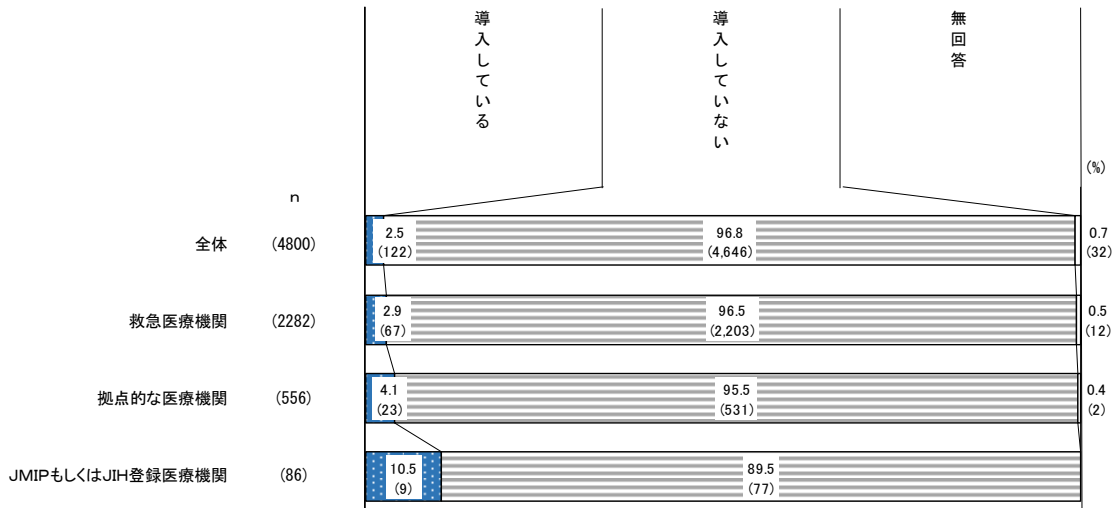 導入している
導入していない
無回答
(%)
n
全体 (4800) 2.5 96.8 0.7
(122) (4,646) (32)
救急医療機関 (2282) 2.9 96.5 0.5
(67) (2,203) (12)
拠点的な医療機関 (556) 4.1 95.5 0.4
(23) (531) (2)
JMIPもしくはJIH登録医療機関 (86) 10.5 89.5
(9) (77)